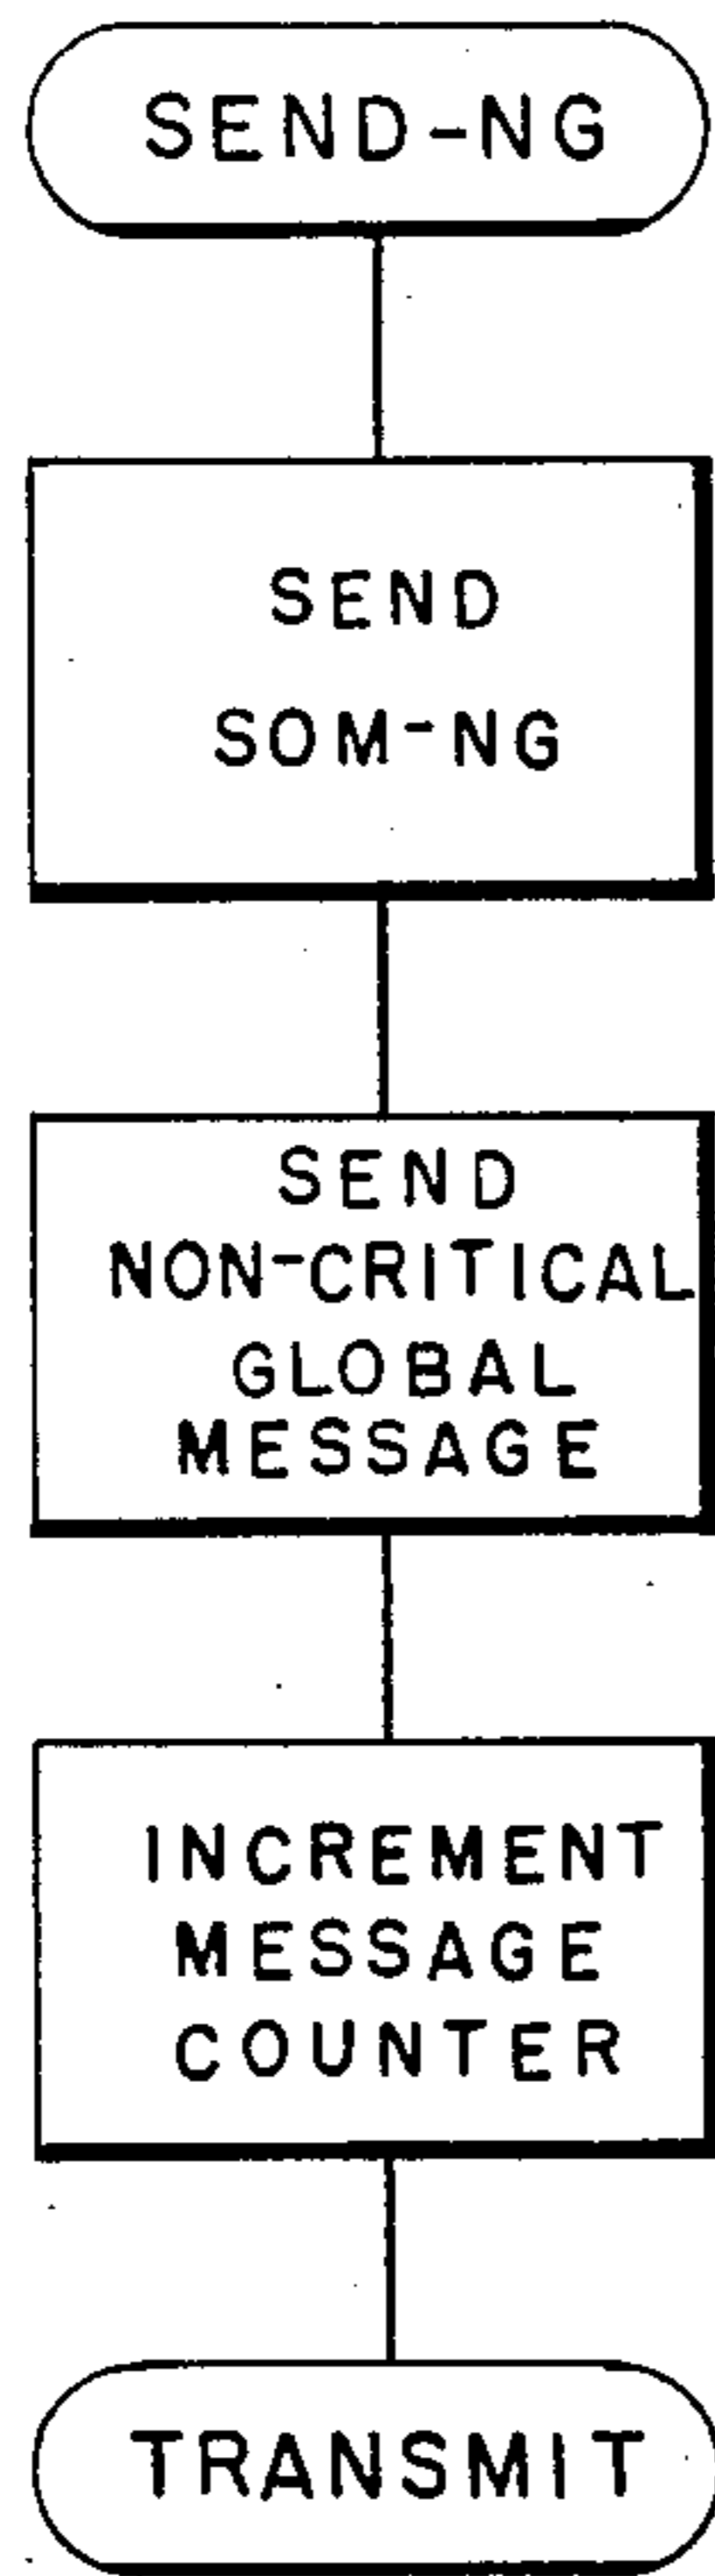 SEND-NG
SEND
SOM-NG
SEND
NON-CRITICAL
GLOBAL
MESSAGE
INCREMENT
MESSAGE
COUNTER
TRANSMIT